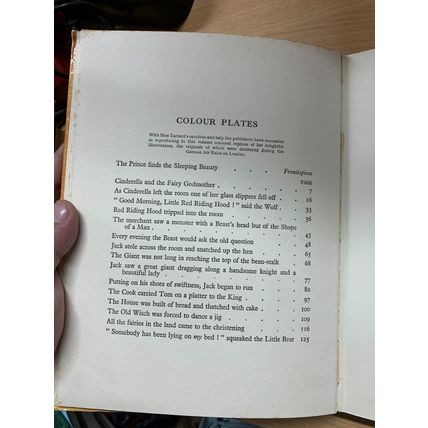 COLOUR PLATES
With Miss Tarrant's sanction and help the publishers have succeeded
in reproducing in this volume coloured replicas of her delightful
illustrations, the originals of which were destroyed during the
German Air Raids on London.
The Prince finds the Sleeping Beauty Frontispiece
PAGE
Cinderella and the Fairy Godmother . . . . . 7
As Cinderella left the room one of her glass slippers fell off . 16
" Good Morning, Little Red Riding Hood ! " said the Wolf . 33
Red Riding Hood tripped into the room . . . . 36
The merchant saw a monster with a Beast's head but of the Shape
of a Man . . . . . . . . 45
Every evening the Beast would ask the old question . . 48
Jack stole across the room and snatched up the hen . . 65
The Giant was not long in reaching the top of the bean-stalk . 68
Jack saw a great giant dragging along a handsome knight and a
beautiful lady . . . . . . . 77
Putting on his shoes of swiftness, Jack began to run . . 80
The Cook carried Tom on a platter to the King . . . 97
The House was built of bread and thatched with cake . . 100
The Old Witch was forced to dance a jig . . . . 109
All the fairies in the land came to the christening . . 116
" Somebody has been lying on my bed ! " squeaked the Little Bear 125